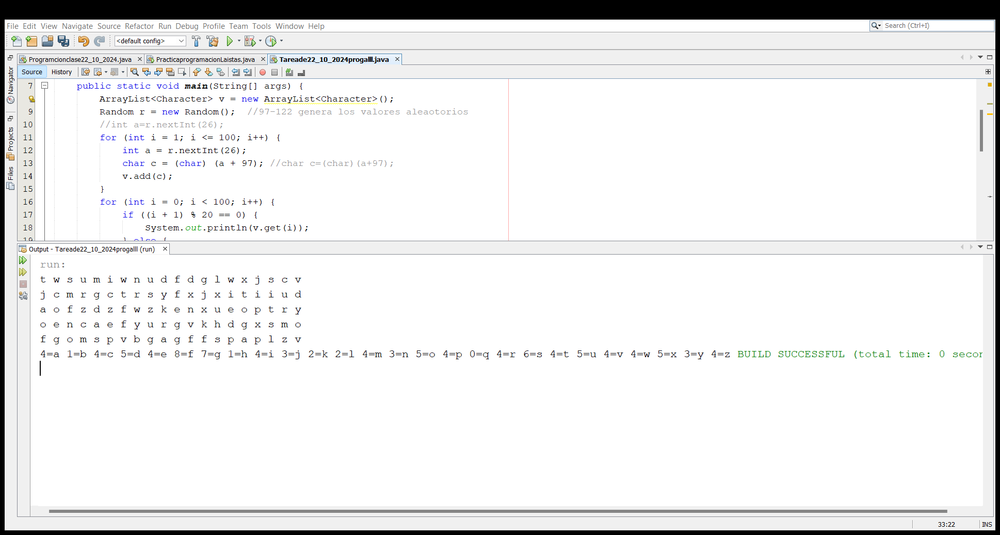 File Edit View Navigate Source Refactor Run Debug Profile Team Tools Window Help
Search (Ctrl+I)
<default config>
Programcionclase22_10_2024.java
PracticaprogramacionLaistas.java
Tareade22_10_2024progaIII.java
Source History
Navigator
Projects
Files
7 public static void main(String[] args) {
ArrayList<Character> v = new ArrayList<Character>();
9 Random r = new Random(); //97-122 genera los valores aleaotorios
10 //int a=r.nextInt(26);
11 for (int i = 1; i <= 100; i++) {
12 int a = r.nextInt(26);
13 char c = (char) (a + 97); //char c=(char)(a+97);
14 v.add(c);
15 }
16 for (int i = 0; i < 100; i++) {
17 if ((i + 1) % 20 == 0) {
18 System.out.println(v.get(i));
19 } else {
Output - Tareade22_10_2024progaIII (run)
run:
t w s u m i w n u d f d g l w x j s c v
j c m r g c t r s y f x j x i t i i u d
a o f z d z f w z k e n x u e o p t r y
o e n c a e f y u r g v k h d g x s m o
f g o m s p v b g a g f f s p a p l z v
4=a 1=b 4=c 5=d 4=e 8=f 7=g 1=h 4=i 3=j 2=k 2=l 4=m 3=n 5=o 4=p 0=q 4=r 6=s 4=t 5=u 4=v 4=w 5=x 3=y 4=z BUILD SUCCESSFUL (total time: 0 secon
33:22 INS